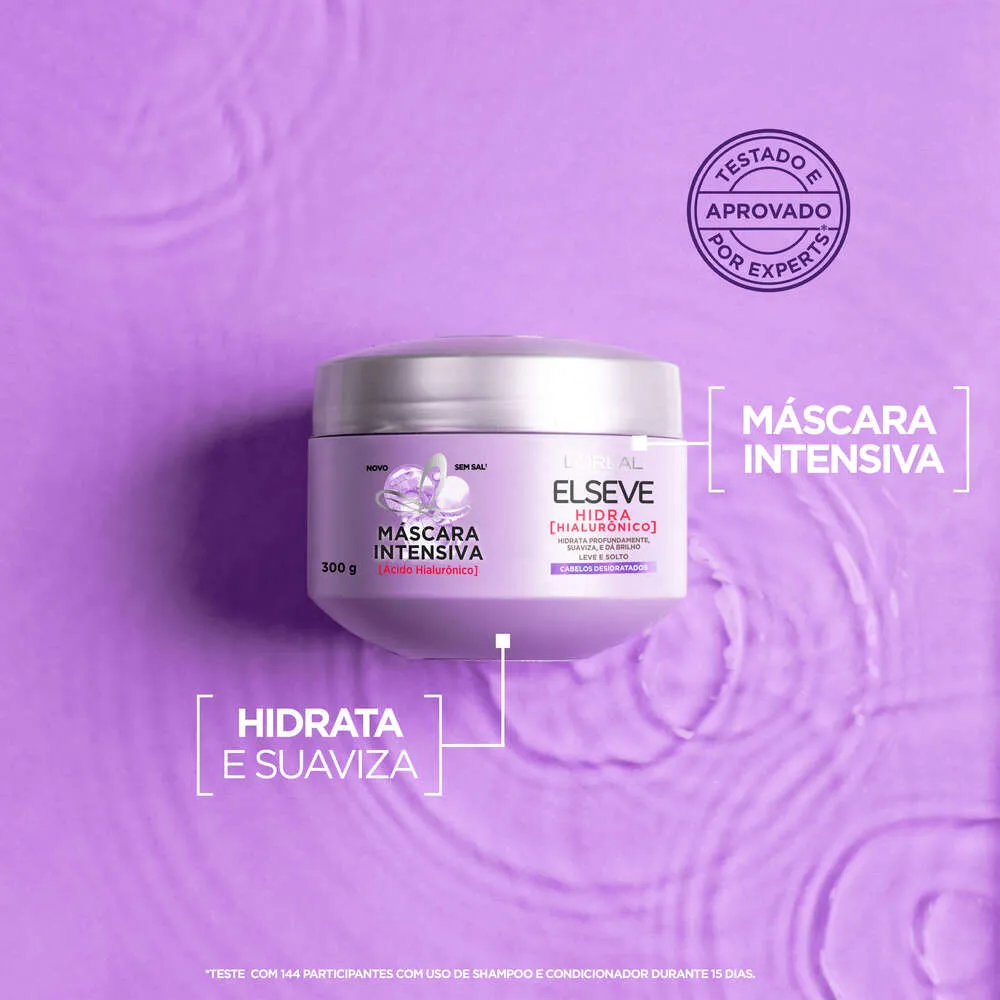 TESTADO E
APROVADO
POR EXPERTS*
MÁSCARA
INTENSIVA
NOVO
SEM SAL¹
MÁSCARA
INTENSIVA
[Ácido Hialurônico]
300 g
L'ORÉAL
ELSEVE
HIDRA
[HIALURÔNICO]
HIDRATA PROFUNDAMENTE,
SUAVIZA, E DÁ BRILHO
LEVE E SOLTO
CABELOS DESIDRATADOS
HIDRATA
E SUAVIZA
*TESTE COM 144 PARTICIPANTES COM USO DE SHAMPOO E CONDICIONADOR DURANTE 15 DIAS.